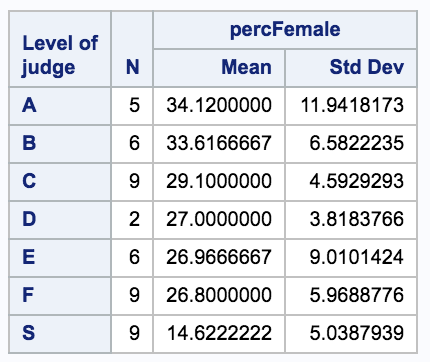 Level of judge N percFemale
Mean Std Dev
A 5 34.1200000 11.9418173
B 6 33.6166667 6.5822235
C 9 29.1000000 4.5929293
D 2 27.0000000 3.8183766
E 6 26.9666667 9.0101424
F 9 26.8000000 5.9688776
S 9 14.6222222 5.0387939